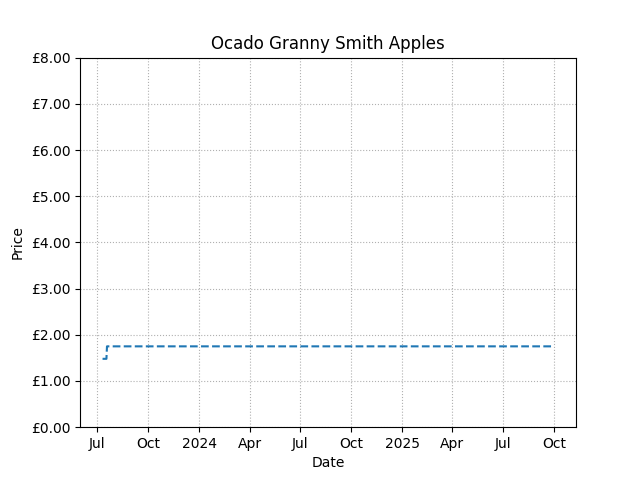 Ocado Granny Smith Apples
£8.00
£7.00
£6.00
£5.00
£4.00
£3.00
£2.00
£1.00
£0.00
Price
Jul Oct 2024 Apr Jul Oct 2025 Apr Jul Oct
Date